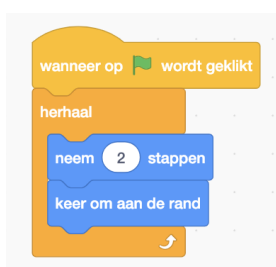 wanneer op wordt geklikt
herhaal
neem 2 stappen
keer om aan de rand